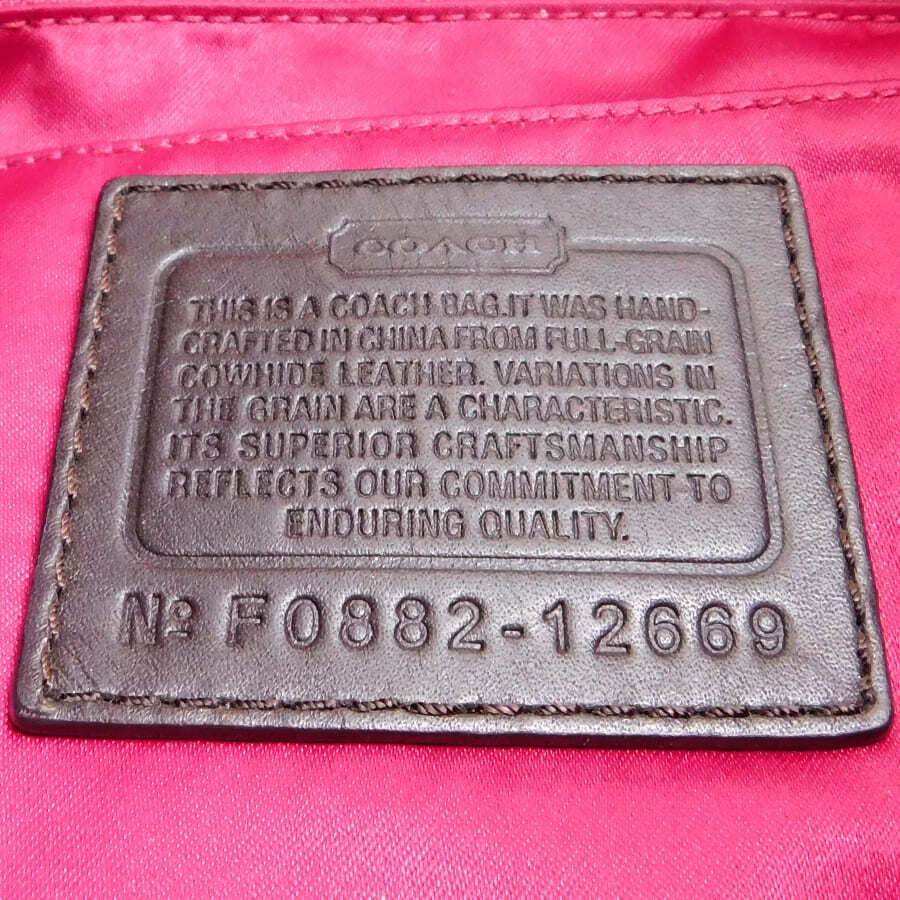 COACH
THIS IS A COACH BAG.IT WAS HAND-
CRAFTED IN CHINA FROM FULL-GRAIN
COWHIDE LEATHER. VARIATIONS IN
THE GRAIN ARE A CHARACTERISTIC.
ITS SUPERIOR CRAFTSMANSHIP
REFLECTS OUR COMMITMENT TO
ENDURING QUALITY.
№ F0882-12669